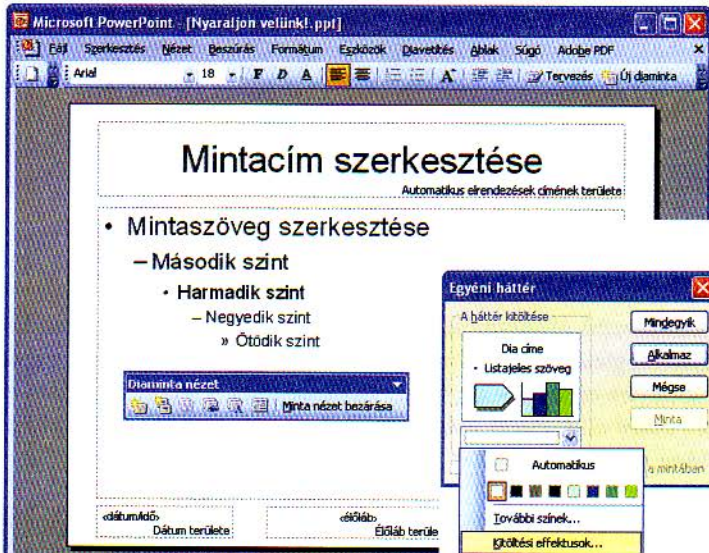 Microsoft PowerPoint - [Nyaraljon velünk!.ppt]
Fájl Szerkesztés Nézet Beszúrás Formátum Eszközök Diavetítés Ablak Súgó Adobe PDF
Arial 18 F D A Tervezés Új diaminta
Mintacím szerkesztése
Automatikus elrendezések címének területe
• Mintaszöveg szerkesztése
– Második szint
• Harmadik szint
– Negyedik szint
» Ötödik szint
Diaminta nézet
Minta nézet bezárása
<dátum/idő>
Dátum területe
<élőláb>
Élőláb terüle
Egyéni háttér
A háttér kitöltése
Dia címe
• Listajeles szöveg
Mindegyik
Alkalmaz
Mégse
Minta
a mintában
Automatikus
További színek...
Kitöltési effektusok...